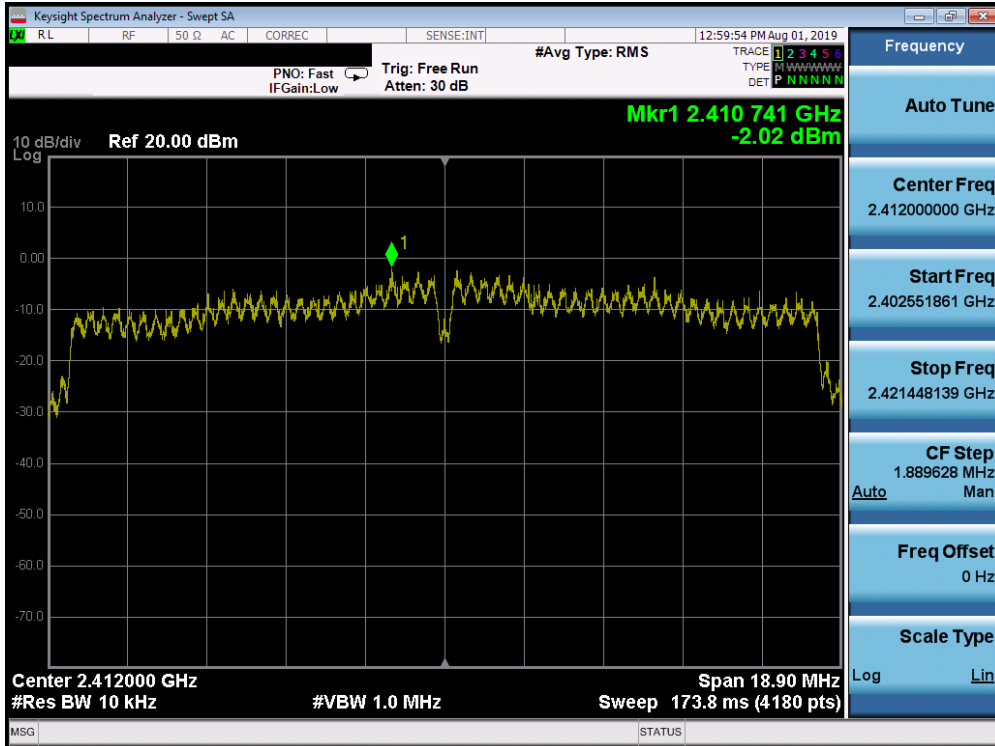 Keysight Spectrum Analyzer - Swept SA
LXI RL RF 50 Ω AC CORREC SENSE:INT 12:59:54 PM Aug 01, 2019
#Avg Type: RMS TRACE 1 2 3 4 5 6
PNO: Fast Trig: Free Run TYPE M WWWWW
IFGain:Low Atten: 30 dB DET P N N N N N
Mkr1 2.410 741 GHz
10 dB/div Ref 20.00 dBm -2.02 dBm
Log
10.0
1
0.00
-10.0
-20.0
-30.0
-40.0
-50.0
-60.0
-70.0
Center 2.412000 GHz Span 18.90 MHz
#Res BW 10 kHz #VBW 1.0 MHz Sweep 173.8 ms (4180 pts)
MSG STATUS
Frequency
Auto Tune
Center Freq
2.412000000 GHz
Start Freq
2.402551861 GHz
Stop Freq
2.421448139 GHz
CF Step
1.889628 MHz
Auto Man
Freq Offset
0 Hz
Scale Type
Log Lin